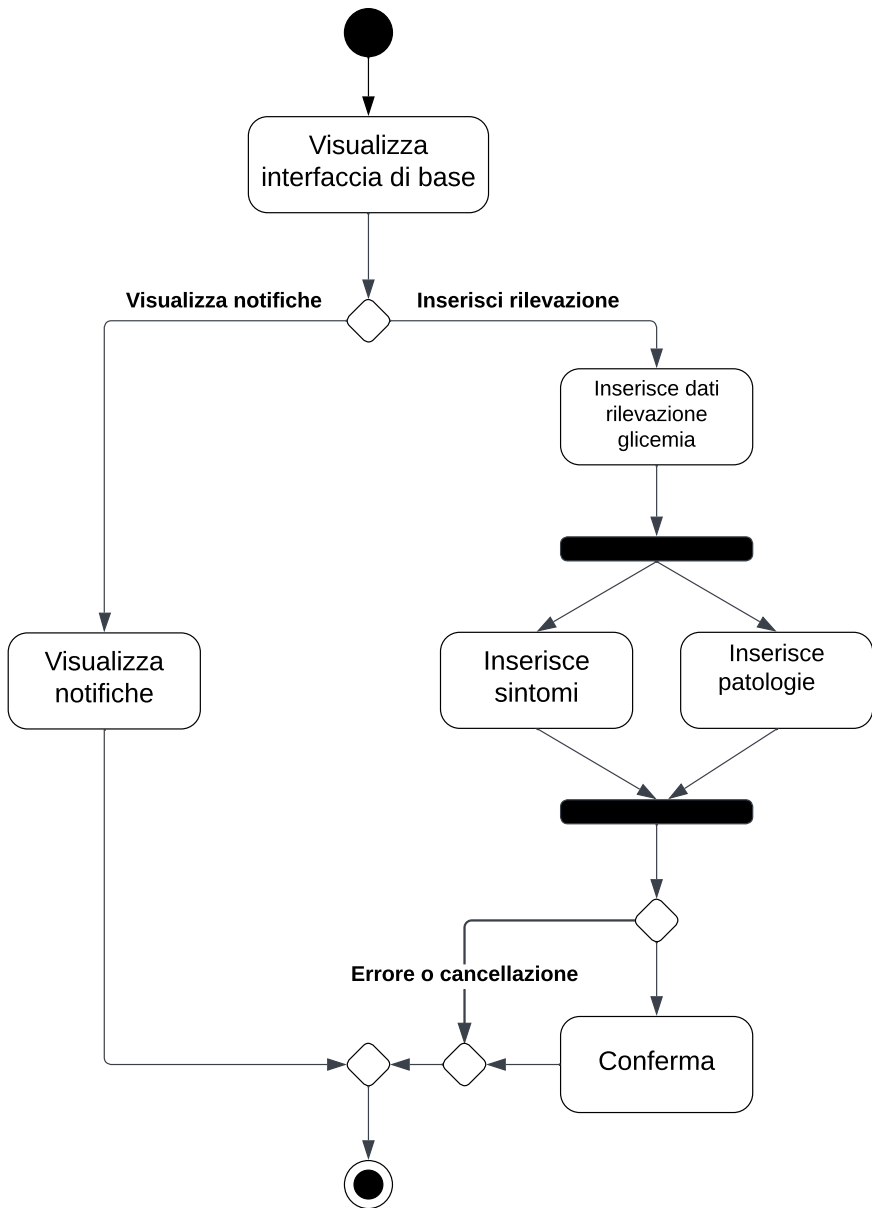 Visualizza
interfaccia di base
Visualizza notifiche
Inserisci rilevazione
Inserisce dati
rilevazione
glicemia
Visualizza
notifiche
Inserisce
sintomi
Inserisce
patologie
Errore o cancellazione
Conferma